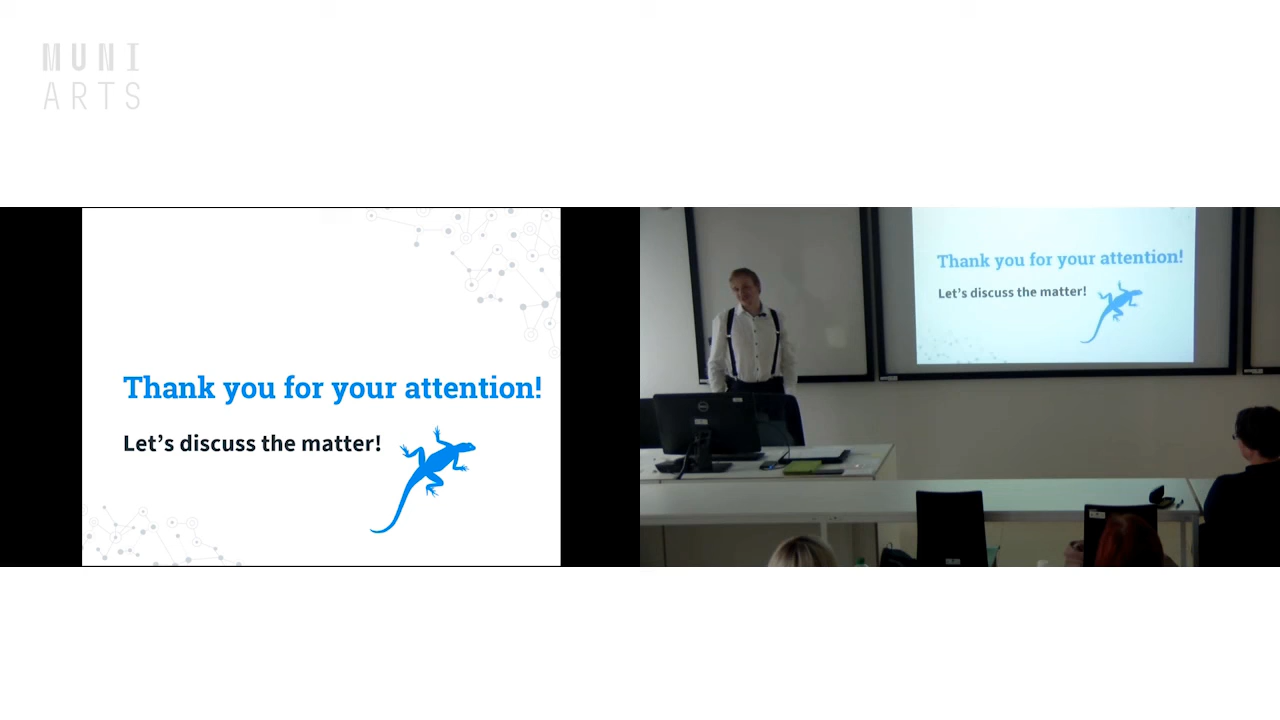 MUNI
ARTS
Thank you for your attention!
Let's discuss the matter!
Thank you for your attention!
Let's discuss the matter!